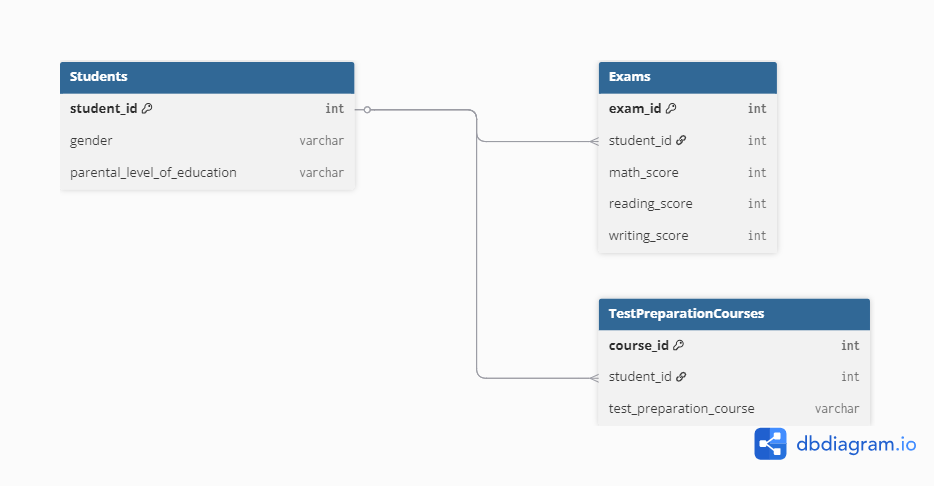 Students
student_id int
gender varchar
parental_level_of_education varchar
Exams
exam_id int
student_id int
math_score int
reading_score int
writing_score int
TestPreparationCourses
course_id int
student_id int
test_preparation_course varchar
dbdiagram.io